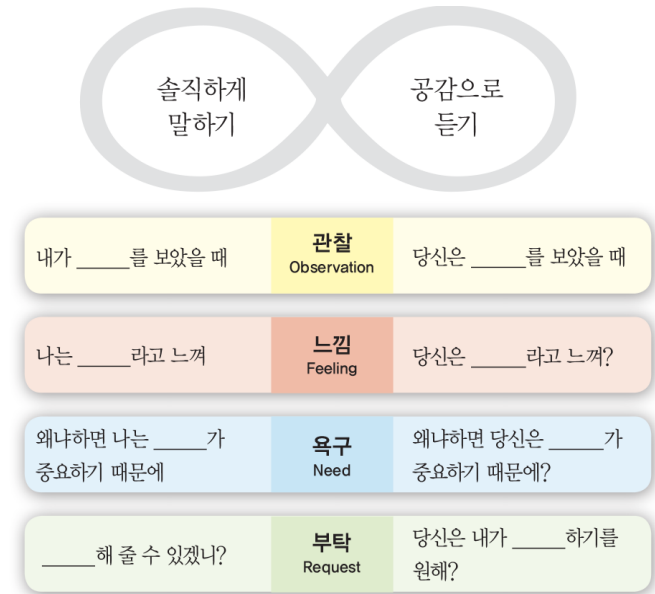 솔직하게
말하기
공감으로
듣기
내가 _____를 보았을 때
관찰
Observation
당신은 _____를 보았을 때
나는 _____라고 느껴
느낌
Feeling
당신은 _____라고 느껴?
왜냐하면 나는 _____가
중요하기 때문에
욕구
Need
왜냐하면 당신은 _____가
중요하기 때문에?
_____해 줄 수 있겠니?
부탁
Request
당신은 내가 _____하기를
원해?